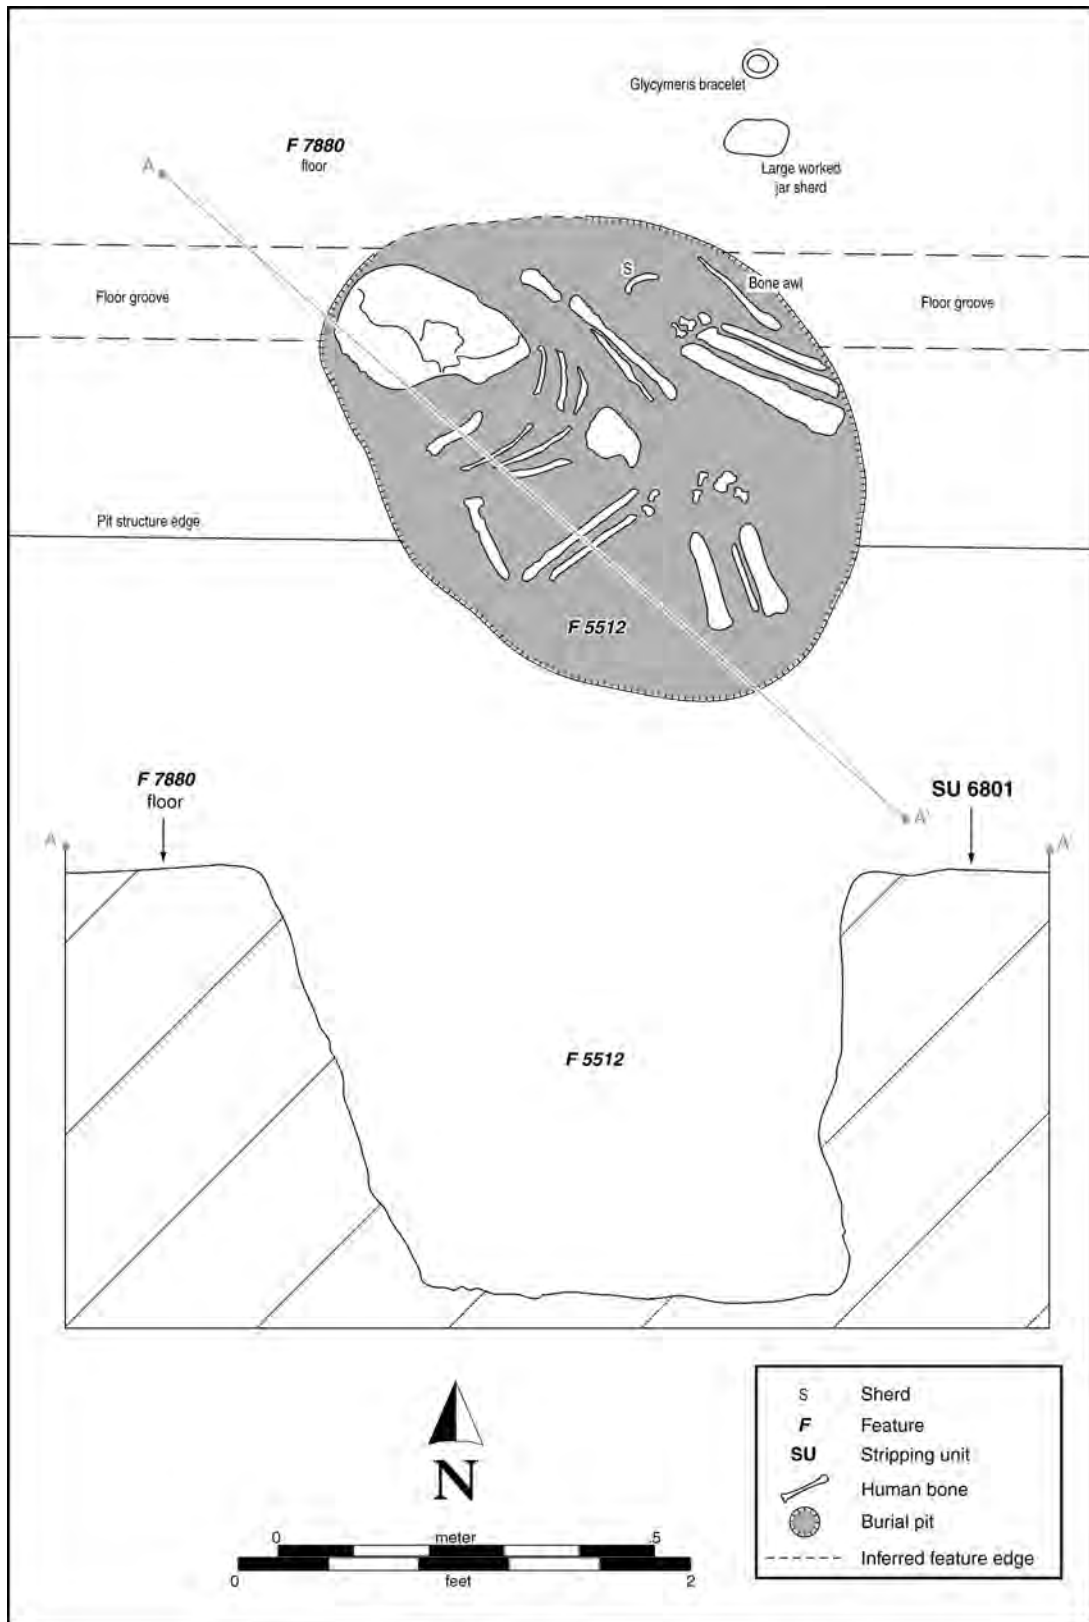 Glycymeris bracelet
F 7880
floor
A
Large worked
jar sherd
S
Bone awl
Floor groove
Floor groove
Pit structure edge
F 5512
F 7880
floor
SU 6801
A'
A
A'
F 5512
S Sherd
F Feature
SU Stripping unit
Human bone
Burial pit
Inferred feature edge
N
0 meter .5
0 feet 2